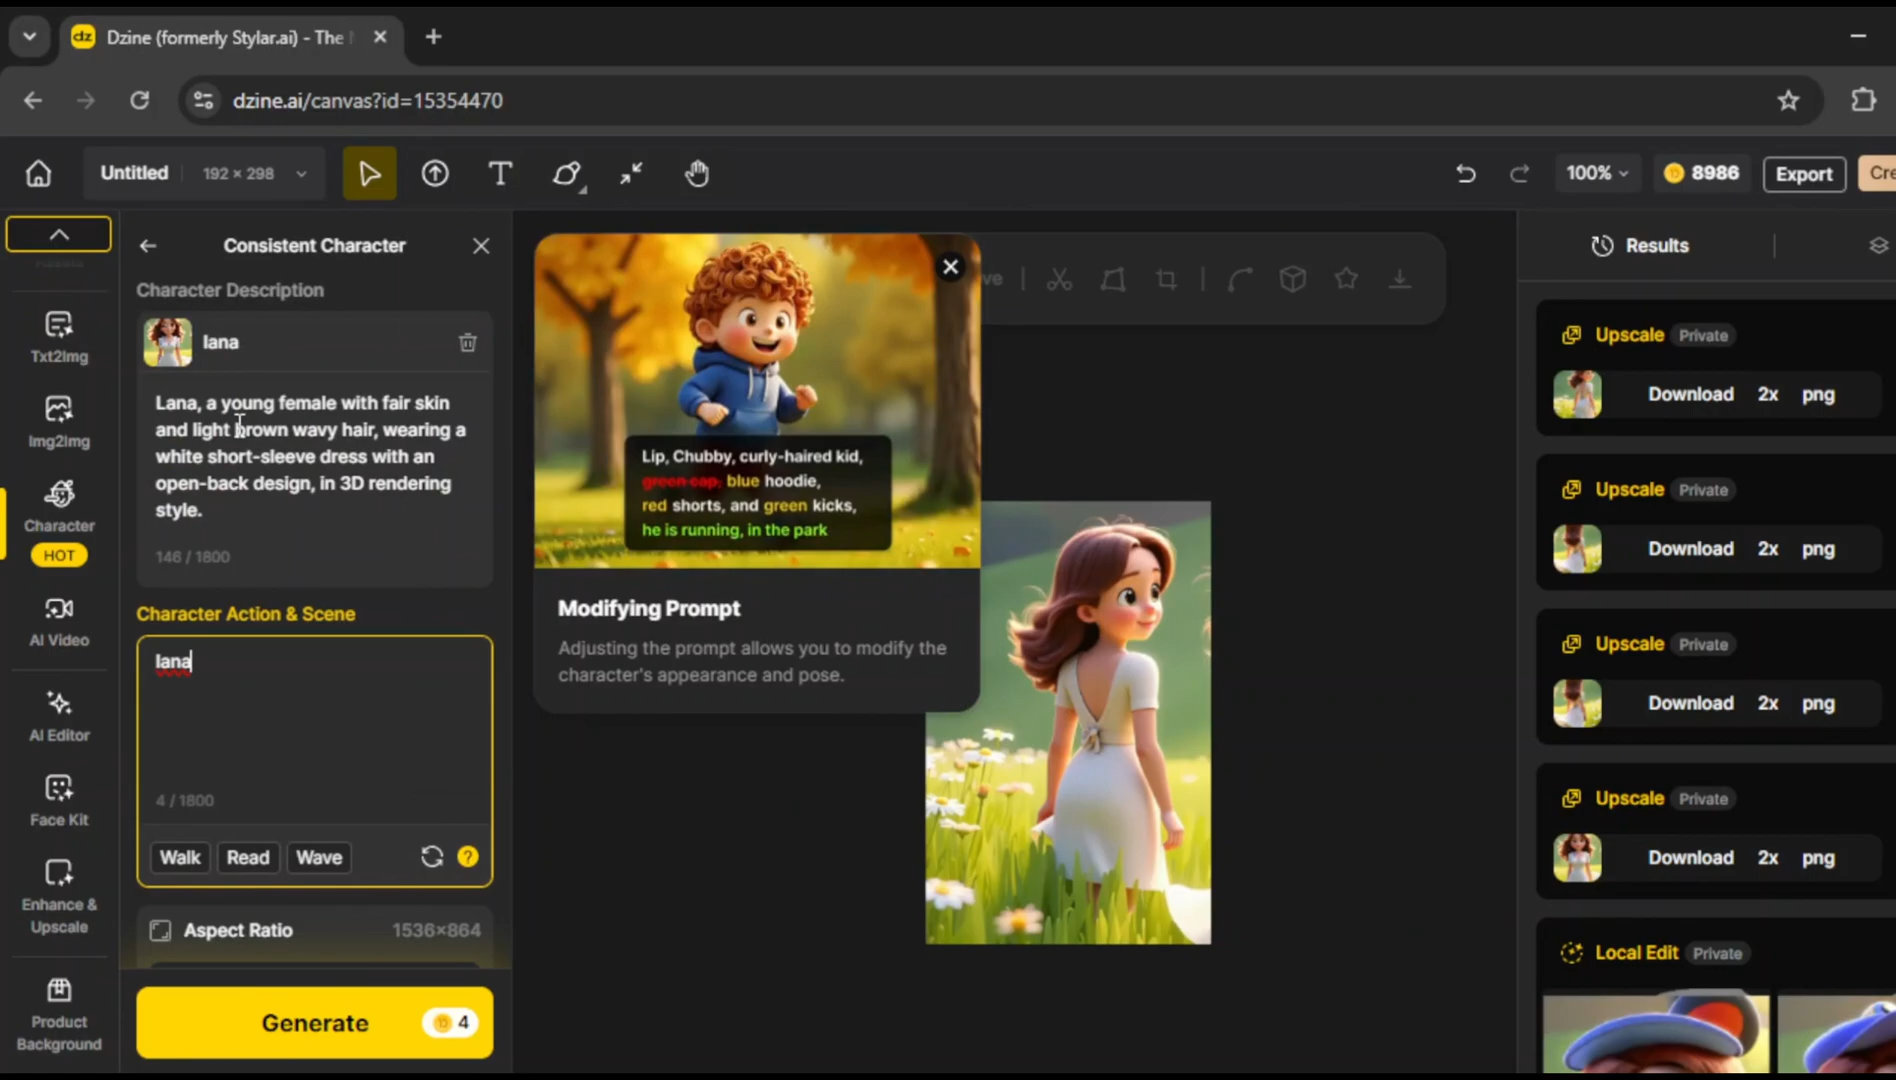 Dzine (formerly Stylar.ai) - The
dzine.ai/canvas?id=15354470
Untitled 192 × 298
100% 8986 Export Cre
Consistent Character
Character Description
lana
Lana, a young female with fair skin
and light brown wavy hair, wearing a
white short-sleeve dress with an
open-back design, in 3D rendering
style.
146 / 1800
Character Action & Scene
lana
4 / 1800
Walk Read Wave
?
Aspect Ratio 1536×864
Generate 4
Txt2Img
Img2Img
Character
HOT
AI Video
AI Editor
Face Kit
Enhance &
Upscale
Product
Background
ve
Lip, Chubby, curly-haired kid,
green cap, blue hoodie,
red shorts, and green kicks,
he is running, in the park
Modifying Prompt
Adjusting the prompt allows you to modify the
character's appearance and pose.
Results
Upscale Private
Download 2x png
Upscale Private
Download 2x png
Upscale Private
Download 2x png
Upscale Private
Download 2x png
Local Edit Private